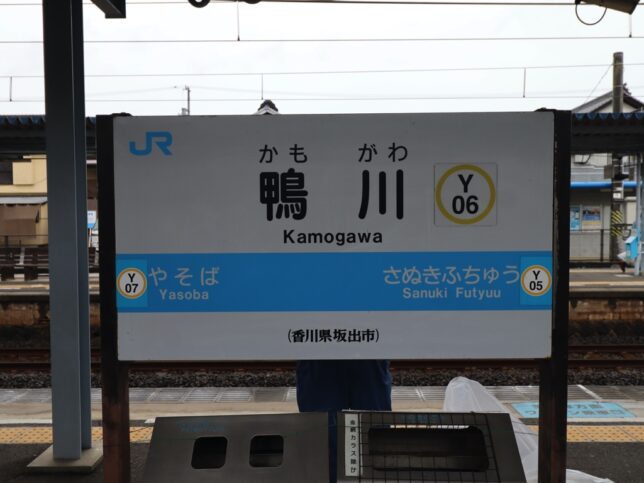 JR
かも がわ
鴨 川
Kamogawa
Y
06
Y
07
やそば
Yasoba
さぬきふちゅう
Sanuki Futyuu
Y
05
(香川県坂出市)